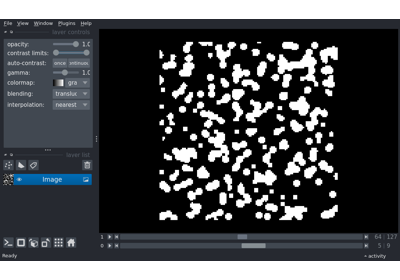 File View Window Plugins Help
layer controls
opacity: 1.0
contrast limits:
auto-contrast: once continuous
gamma: 1.0
colormap: gra
blending: transluc
interpolation: nearest
layer list
Image
1 64 127
0 5 9
Ready
activity